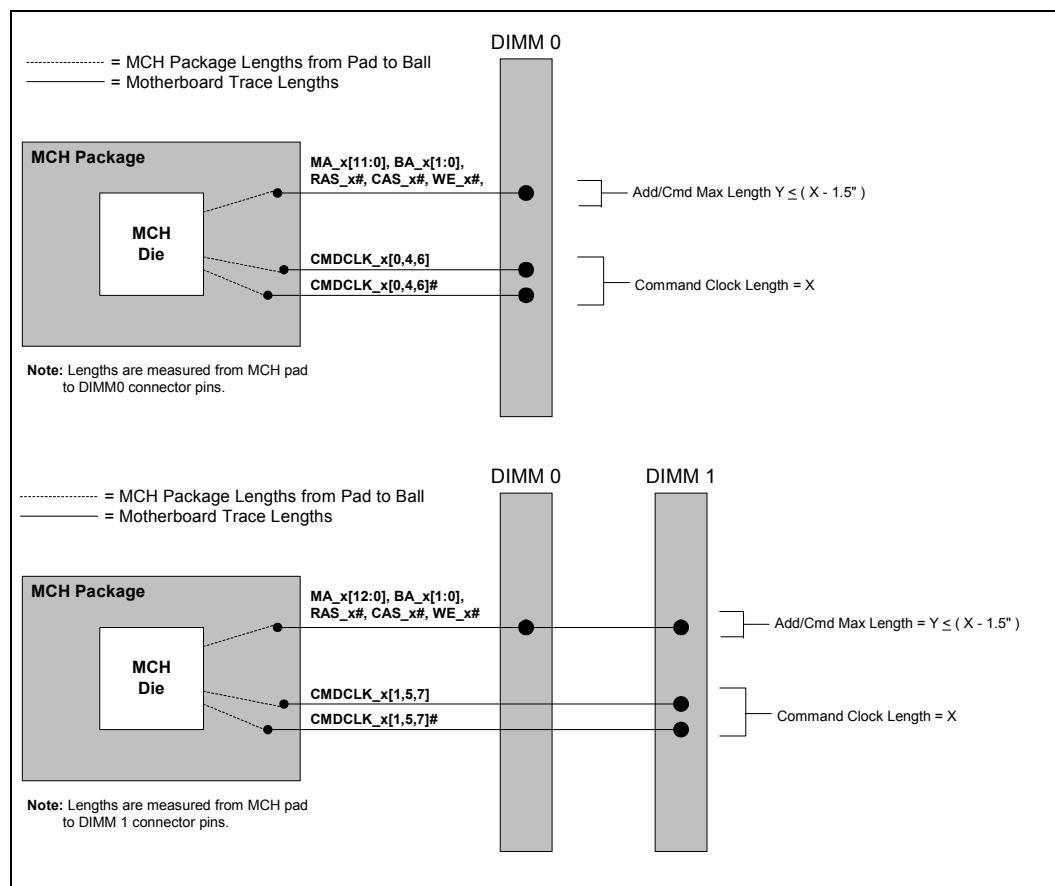 DIMM 0
= MCH Package Lengths from Pad to Ball
= Motherboard Trace Lengths
MCH Package
MA_x[11:0], BA_x[1:0],
RAS_x#, CAS_x#, WE_x#,
Add/Cmd Max Length Y ≤ ( X - 1.5" )
MCH
Die
CMDCLK_x[0,4,6]
CMDCLK_x[0,4,6]#
Command Clock Length = X
Note: Lengths are measured from MCH pad
to DIMM0 connector pins.
DIMM 0
DIMM 1
= MCH Package Lengths from Pad to Ball
= Motherboard Trace Lengths
MCH Package
MA_x[12:0], BA_x[1:0],
RAS_x#, CAS_x#, WE_x#
Add/Cmd Max Length = Y ≤ ( X - 1.5" )
MCH
Die
CMDCLK_x[1,5,7]
CMDCLK_x[1,5,7]#
Command Clock Length = X
Note: Lengths are measured from MCH pad
to DIMM 1 connector pins.